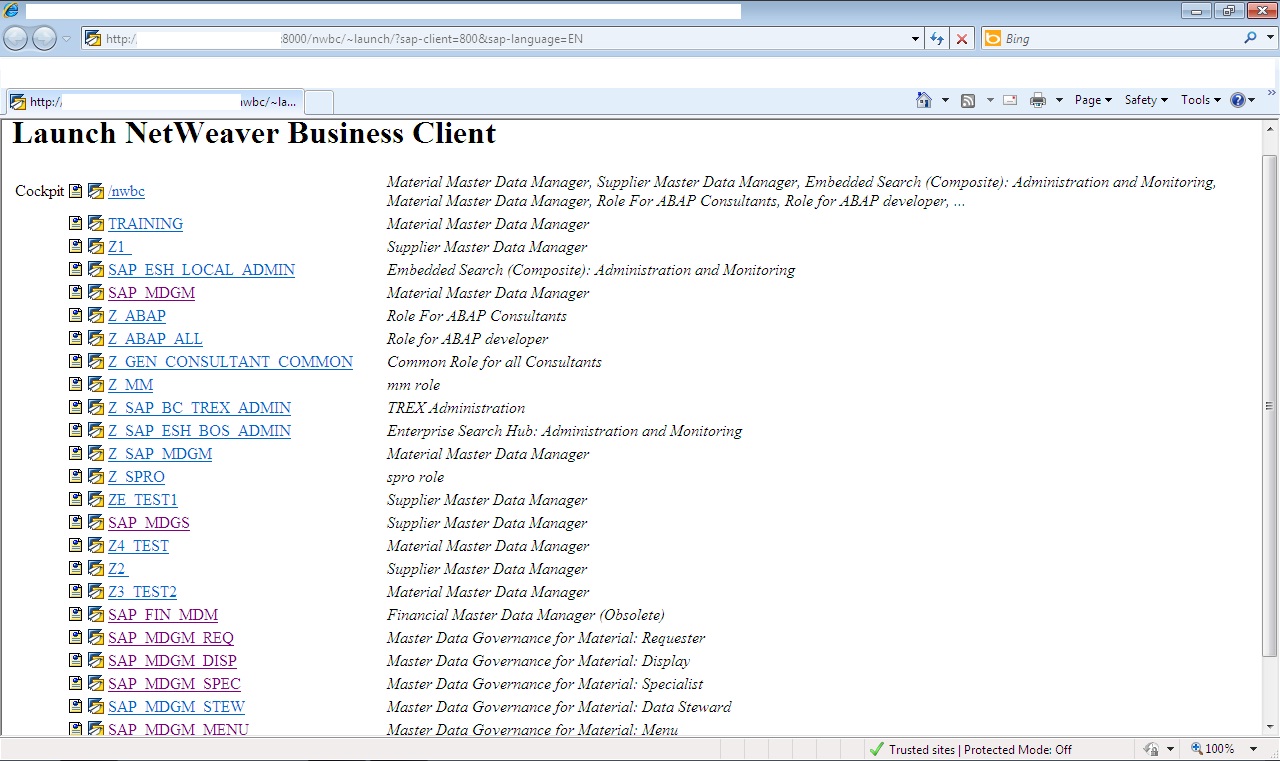 http:// :8000/nwbc/~launch/?sap-client=800&sap-language=EN
Bing
http:// nwbc/~la...
Page Safety Tools
Launch NetWeaver Business Client
Cockpit /nwbc Material Master Data Manager, Supplier Master Data Manager, Embedded Search (Composite): Administration and Monitoring,
Material Master Data Manager, Role For ABAP Consultants, Role for ABAP developer, ...
TRAINING Material Master Data Manager
Z1_ Supplier Master Data Manager
SAP_ESH_LOCAL_ADMIN Embedded Search (Composite): Administration and Monitoring
SAP_MDGM Material Master Data Manager
Z_ABAP Role For ABAP Consultants
Z_ABAP_ALL Role for ABAP developer
Z_GEN_CONSULTANT_COMMON Common Role for all Consultants
Z_MM mm role
Z_SAP_BC_TREX_ADMIN TREX Administration
Z_SAP_ESH_BOS_ADMIN Enterprise Search Hub: Administration and Monitoring
Z_SAP_MDGM Material Master Data Manager
Z_SPRO spro role
ZE_TEST1 Supplier Master Data Manager
SAP_MDGS Supplier Master Data Manager
Z4_TEST Material Master Data Manager
Z2_ Supplier Master Data Manager
Z3_TEST2 Material Master Data Manager
SAP_FIN_MDM Financial Master Data Manager (Obsolete)
SAP_MDGM_REQ Master Data Governance for Material: Requester
SAP_MDGM_DISP Master Data Governance for Material: Display
SAP_MDGM_SPEC Master Data Governance for Material: Specialist
SAP_MDGM_STEW Master Data Governance for Material: Data Steward
SAP_MDGM_MENU Master Data Governance for Material: Menu
Trusted sites | Protected Mode: Off 100%